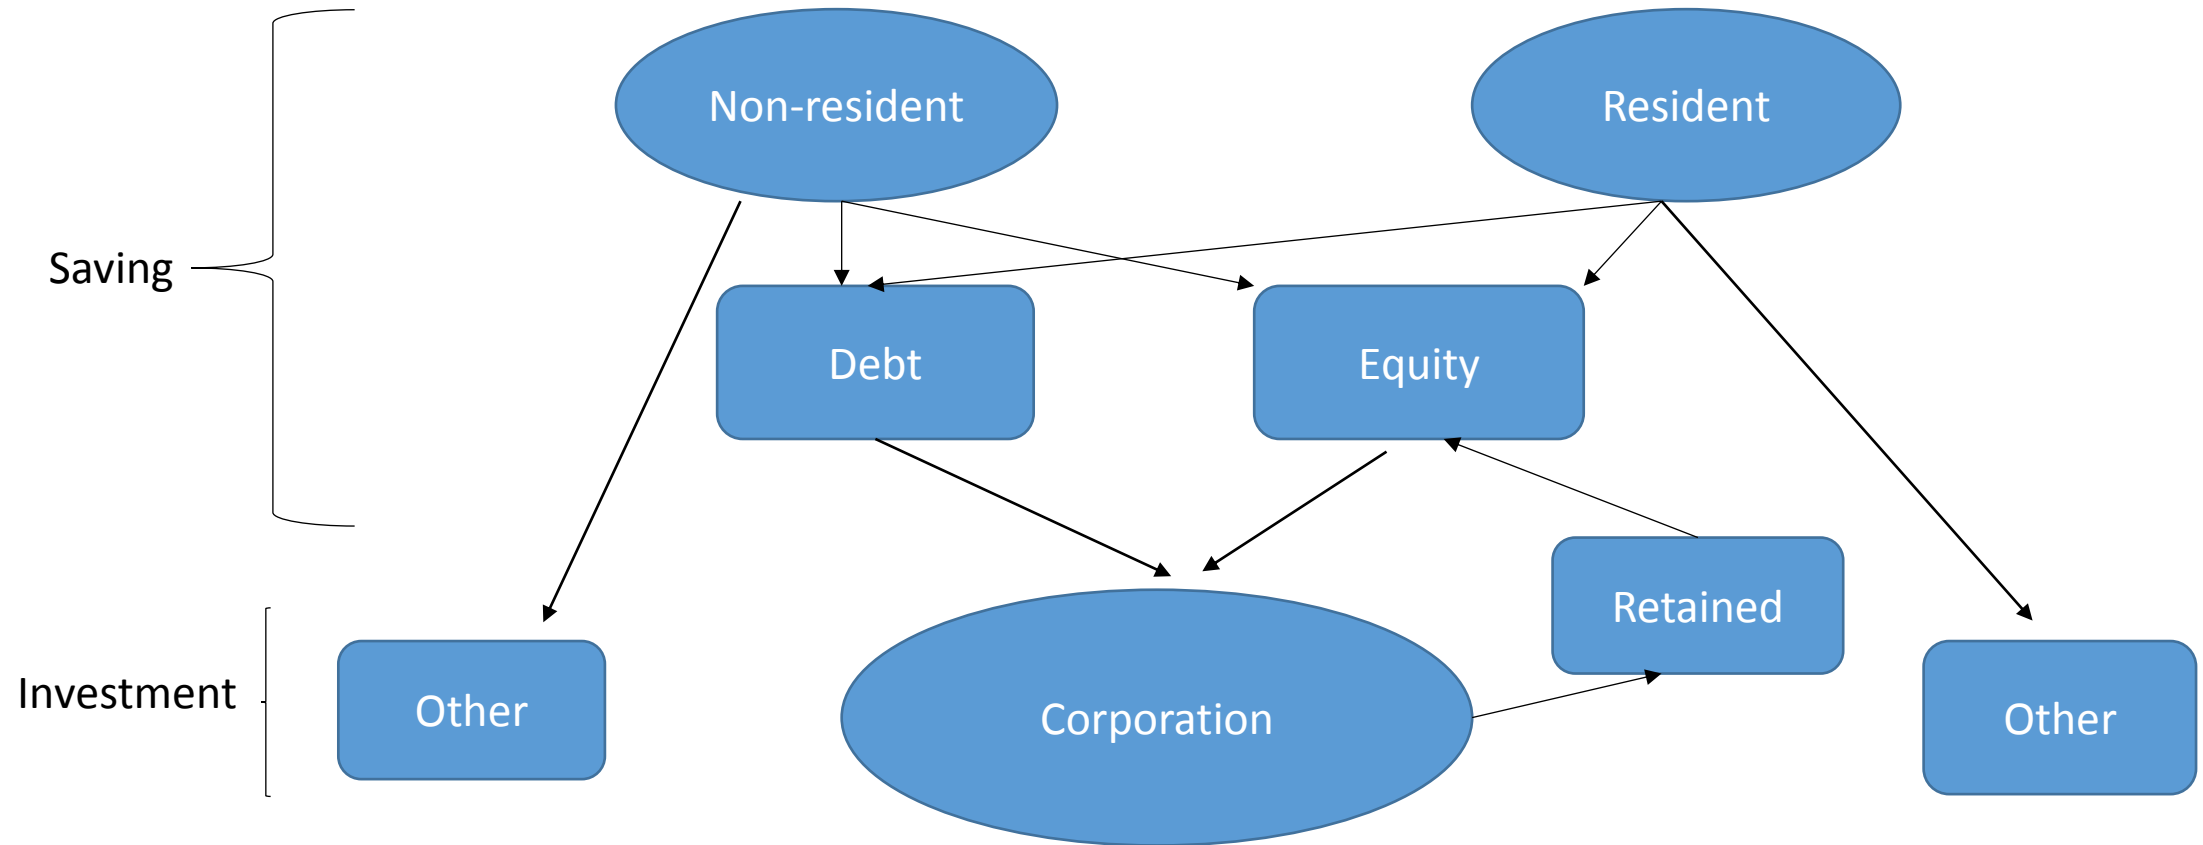 Non-resident
Resident
Saving
Debt
Equity
Retained
Investment
Other
Corporation
Other